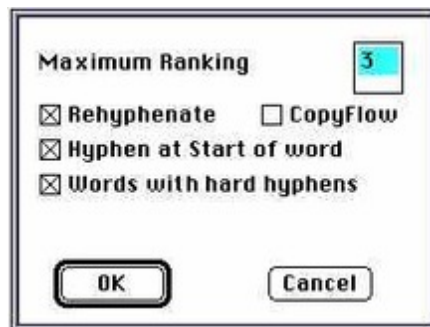 Maximum Ranking 3
Rehyphenate CopyFlow
Hyphen at Start of word
Words with hard hyphens
OK Cancel